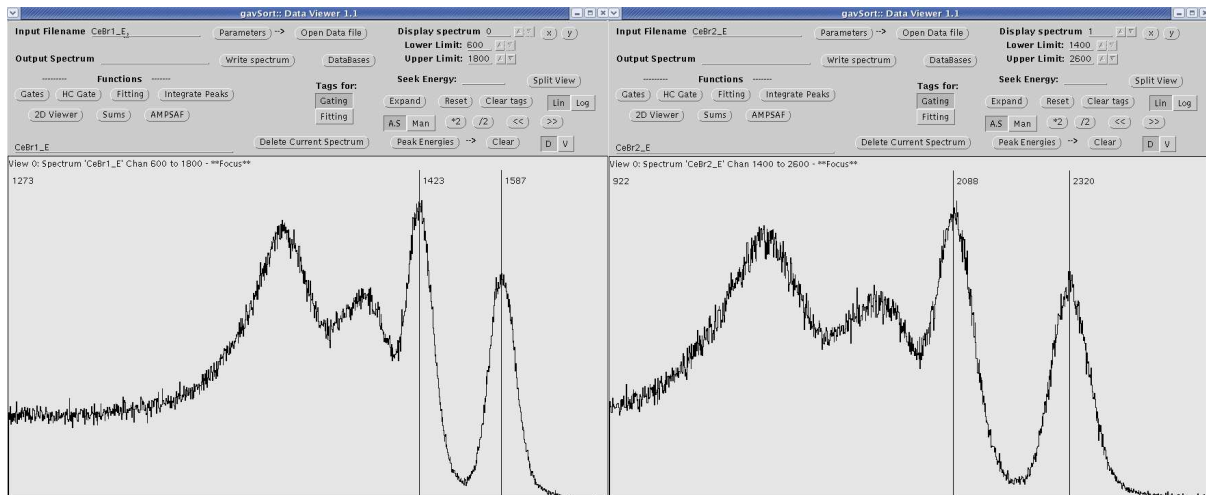 gavSort:: Data Viewer 1.1
Input Filename CeBr1_E
Parameters --> Open Data file
Display spectrum 0 x y
Lower Limit: 600
Output Spectrum Write spectrum DataBases
Upper Limit: 1800
--------- Functions -------
Seek Energy: Split View
Gates HC Gate Fitting Integrate Peaks
Tags for:
Gating
Expand Reset Clear tags Lin Log
2D Viewer Sums AMPSAF
Fitting
A.S Man *2 /2 << >>
Delete Current Spectrum Peak Energies --> Clear D V
CeBr1_E
View 0: Spectrum 'CeBr1_E' Chan 600 to 1800 - **Focus**
1273 1423 1587
gavSort:: Data Viewer 1.1
Input Filename CeBr2_E
Parameters --> Open Data file
Display spectrum 1 x y
Lower Limit: 1400
Output Spectrum Write spectrum DataBases
Upper Limit: 2600
--------- Functions -------
Seek Energy: Split View
Gates HC Gate Fitting Integrate Peaks
Tags for:
Gating
Expand Reset Clear tags Lin Log
2D Viewer Sums AMPSAF
Fitting
A.S Man *2 /2 << >>
Delete Current Spectrum Peak Energies --> Clear D V
CeBr2_E
View 0: Spectrum 'CeBr2_E' Chan 1400 to 2600 - **Focus**
922 2088 2320